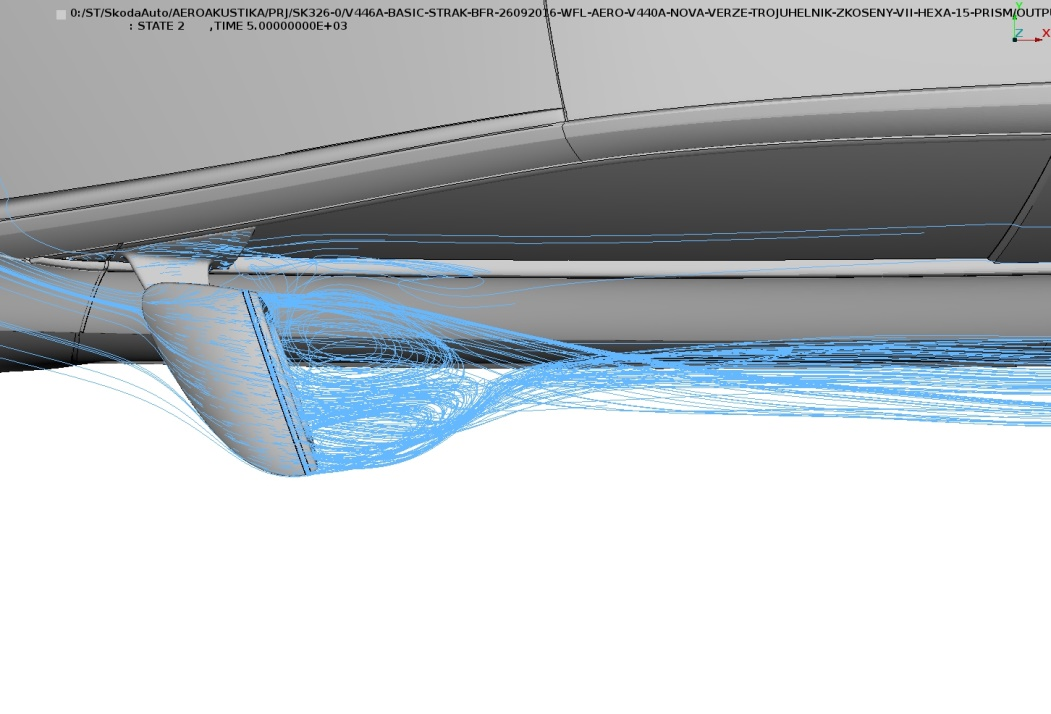 0:/ST/SkodaAuto/AEROAKUSTIKA/PRJ/SK326-0/V446A-BASIC-STRAK-BFR-26092016-WFL-AERO-V440A-NOVA-VERZE-TROJUHELNIK-ZKOSENY-VII-HEXA-15-PRISM/OUTP
: STATE 2 ,TIME 5.00000000E+03
Y
Z
X